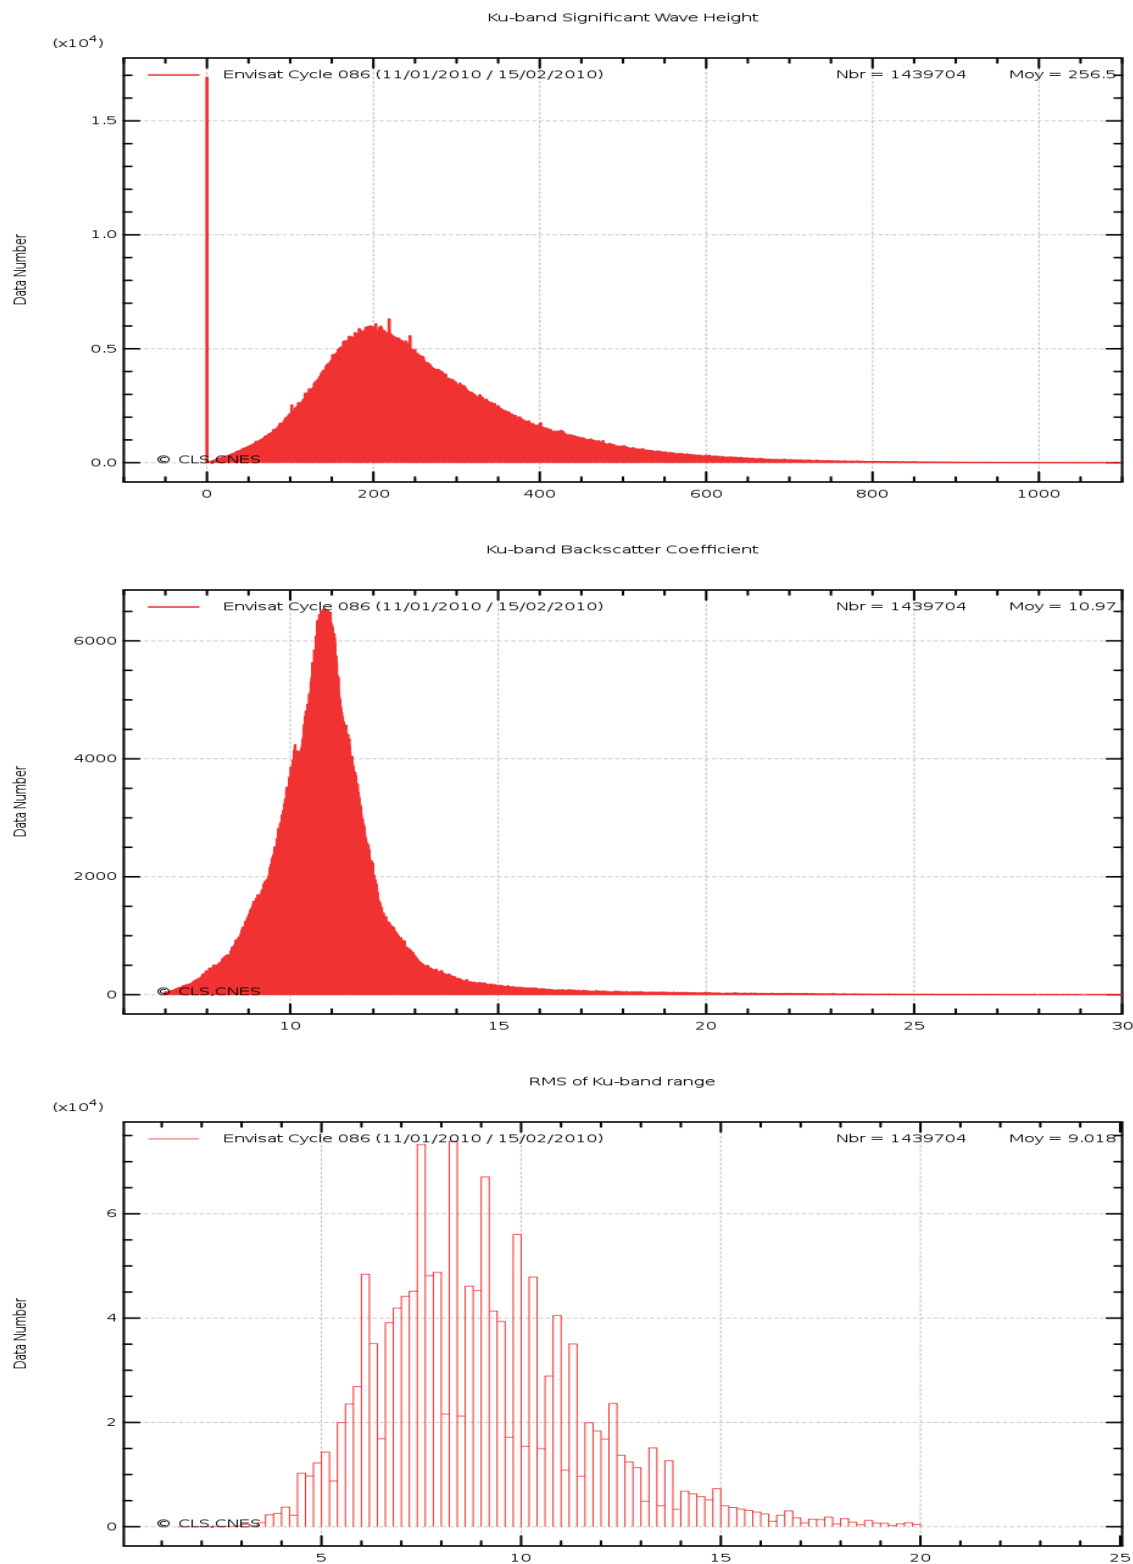 Ku-band Significant Wave Height
(x10⁴)
Envisat Cycle 086 (11/01/2010 / 15/02/2010) Nbr = 1439704 Moy = 256.5
1.5
1.0
0.5
0.0
Data Number
© CLS,CNES
0 200 400 600 800 1000
Ku-band Backscatter Coefficient
Envisat Cycle 086 (11/01/2010 / 15/02/2010) Nbr = 1439704 Moy = 10.97
6000
4000
2000
0
Data Number
© CLS,CNES
10 15 20 25 30
RMS of Ku-band range
(x10⁴)
Envisat Cycle 086 (11/01/2010 / 15/02/2010) Nbr = 1439704 Moy = 9.018
6
4
2
0
Data Number
© CLS,CNES
5 10 15 20 25